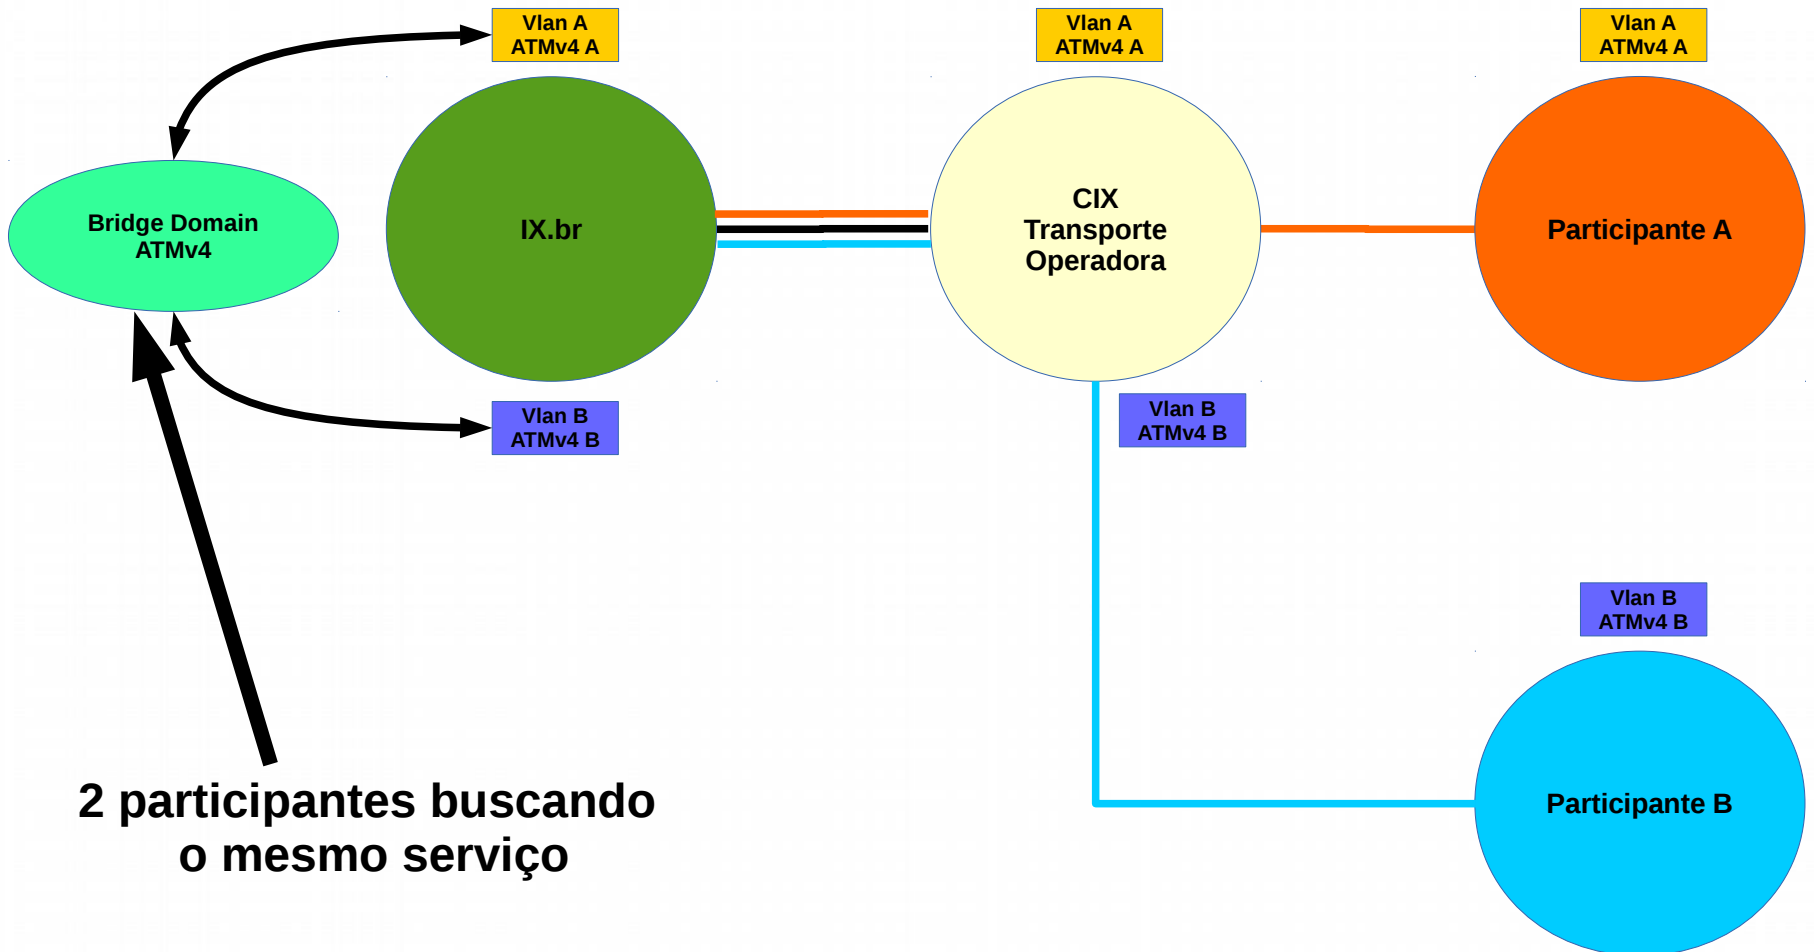 Vlan A
ATMv4 A
Vlan A
ATMv4 A
Vlan A
ATMv4 A
Bridge Domain
ATMv4
IX.br
CIX
Transporte
Operadora
Participante A
Vlan B
ATMv4 B
Vlan B
ATMv4 B
Vlan B
ATMv4 B
Participante B
2 participantes buscando
o mesmo serviço